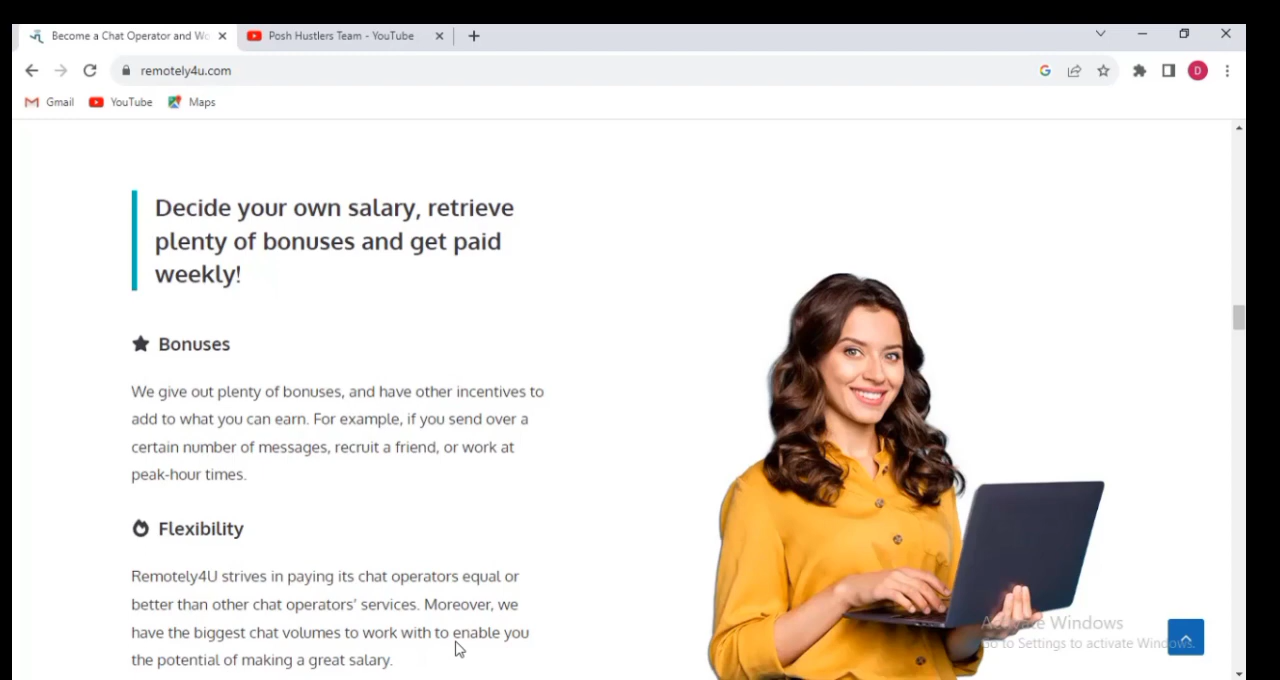 Become a Chat Operator and Wo
Posh Hustlers Team - YouTube
remotely4u.com
G
D
Gmail
YouTube
Maps
Decide your own salary, retrieve
plenty of bonuses and get paid
weekly!
Bonuses
We give out plenty of bonuses, and have other incentives to
add to what you can earn. For example, if you send over a
certain number of messages, recruit a friend, or work at
peak-hour times.
Flexibility
Remotely4U strives in paying its chat operators equal or
better than other chat operators' services. Moreover, we
have the biggest chat volumes to work with to enable you
the potential of making a great salary.
Activate Windows
Go to Settings to activate Windows.